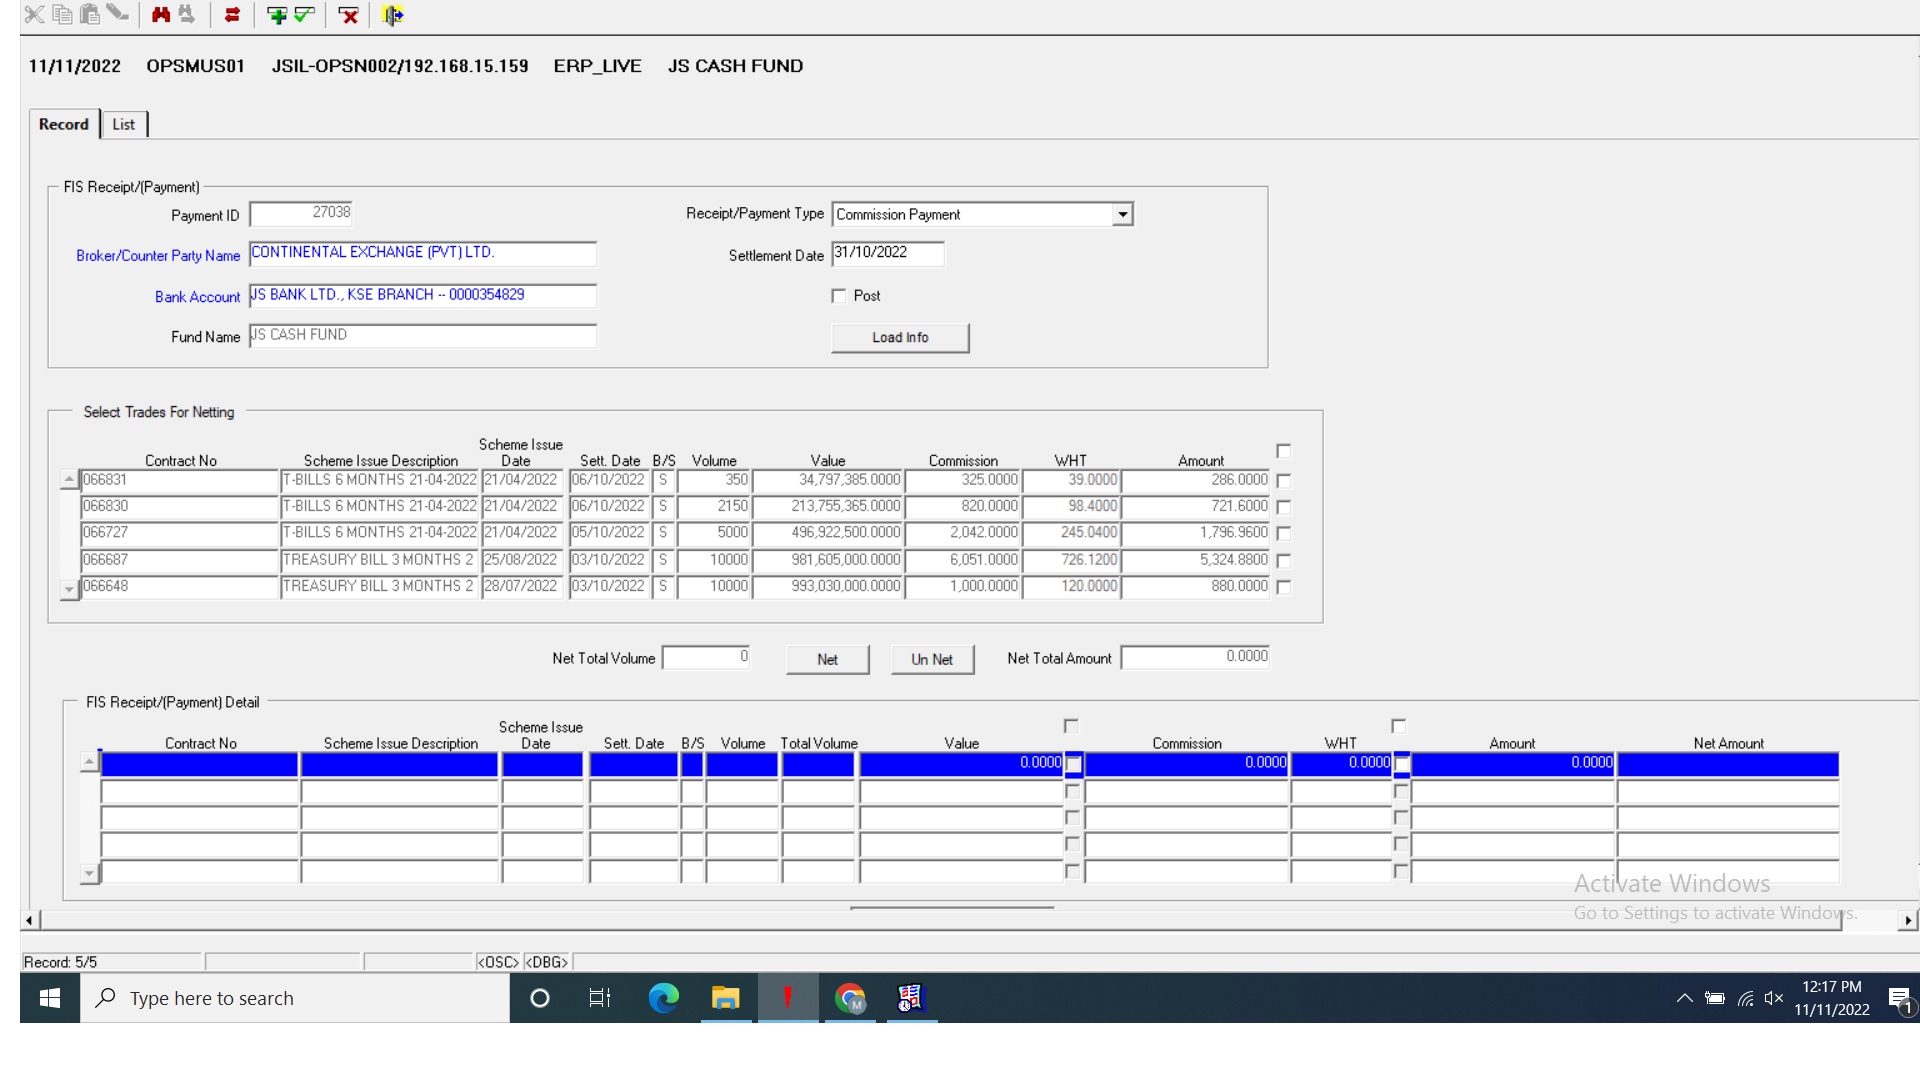 11/11/2022 OPSMUS01 JSIL-OPSN002/192.168.15.159 ERP_LIVE JS CASH FUND
Record List
FIS Receipt/(Payment)
Payment ID 27038 Receipt/Payment Type Commission Payment
Broker/Counter Party Name CONTINENTAL EXCHANGE (PVT) LTD. Settlement Date 31/10/2022
Bank Account JS BANK LTD., KSE BRANCH -- 0000354829 Post
Fund Name JS CASH FUND Load Info
Select Trades For Netting
Contract No Scheme Issue Description Scheme Issue Date Sett. Date B/S Volume Value Commission WHT Amount
066831 T-BILLS 6 MONTHS 21-04-2022 21/04/2022 06/10/2022 S 350 34,797,385.0000 325.0000 39.0000 286.0000
066830 T-BILLS 6 MONTHS 21-04-2022 21/04/2022 06/10/2022 S 2150 213,755,365.0000 820.0000 98.4000 721.6000
066727 T-BILLS 6 MONTHS 21-04-2022 21/04/2022 05/10/2022 S 5000 496,922,500.0000 2,042.0000 245.0400 1,796.9600
066687 TREASURY BILL 3 MONTHS 2 25/08/2022 03/10/2022 S 10000 981,605,000.0000 6,051.0000 726.1200 5,324.8800
066648 TREASURY BILL 3 MONTHS 2 28/07/2022 03/10/2022 S 10000 993,030,000.0000 1,000.0000 120.0000 880.0000
Net Total Volume 0 Net Un Net Net Total Amount 0.0000
FIS Receipt/(Payment) Detail
Contract No Scheme Issue Description Scheme Issue Date Sett. Date B/S Volume Total Volume Value Commission WHT Amount Net Amount
0.0000 0.0000 0.0000 0.0000
Activate Windows
Go to Settings to activate Windows.
Record: 5/5 <OSC> <DBG>
Type here to search
12:17 PM
11/11/2022
1